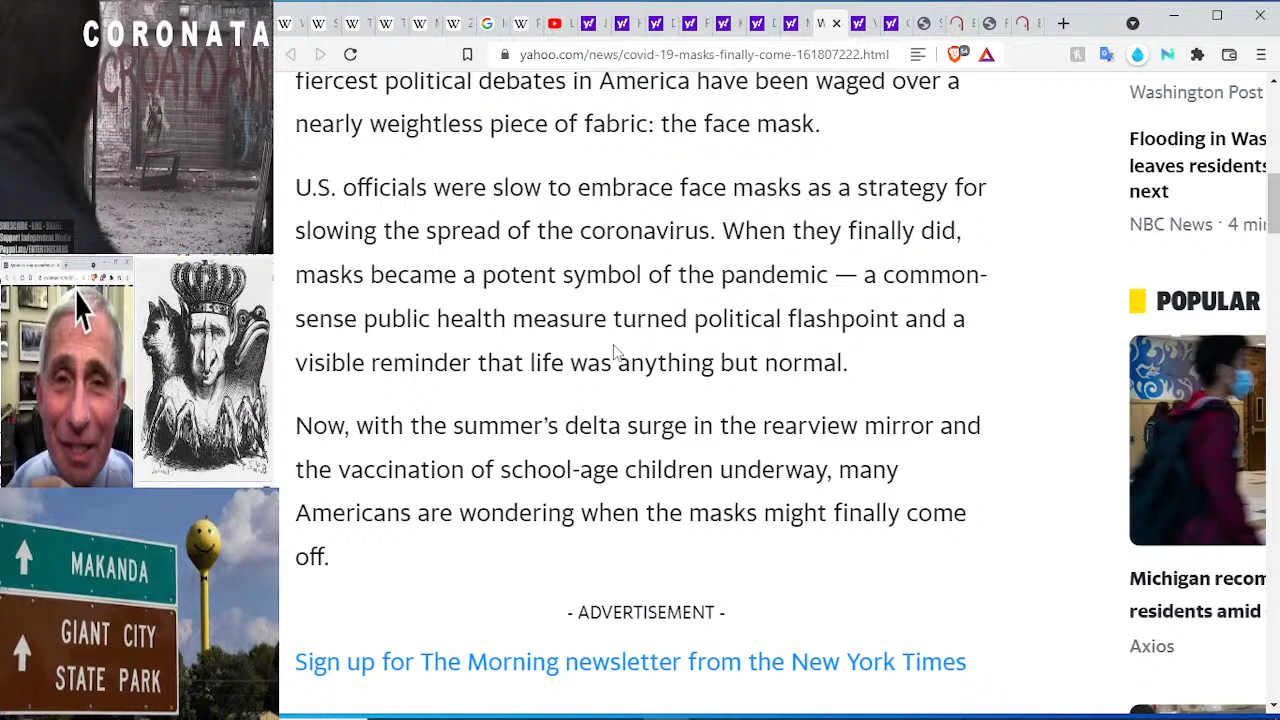 CORONATA
SUBSCRIBE - LIKE - SHARE
Support Independent Media
MAKANDA
GIANT CITY
STATE PARK
yahoo.com/news/covid-19-masks-finally-come-161807222.html
fiercest political debates in America have been waged over a
nearly weightless piece of fabric: the face mask.
U.S. officials were slow to embrace face masks as a strategy for
slowing the spread of the coronavirus. When they finally did,
masks became a potent symbol of the pandemic — a common-
sense public health measure turned political flashpoint and a
visible reminder that life was anything but normal.
Now, with the summer’s delta surge in the rearview mirror and
the vaccination of school-age children underway, many
Americans are wondering when the masks might finally come
off.
- ADVERTISEMENT -
Sign up for The Morning newsletter from the New York Times
Washington Post
Flooding in Was
leaves residents
next
NBC News · 4 mi
POPULAR
Michigan recom
residents amid
Axios